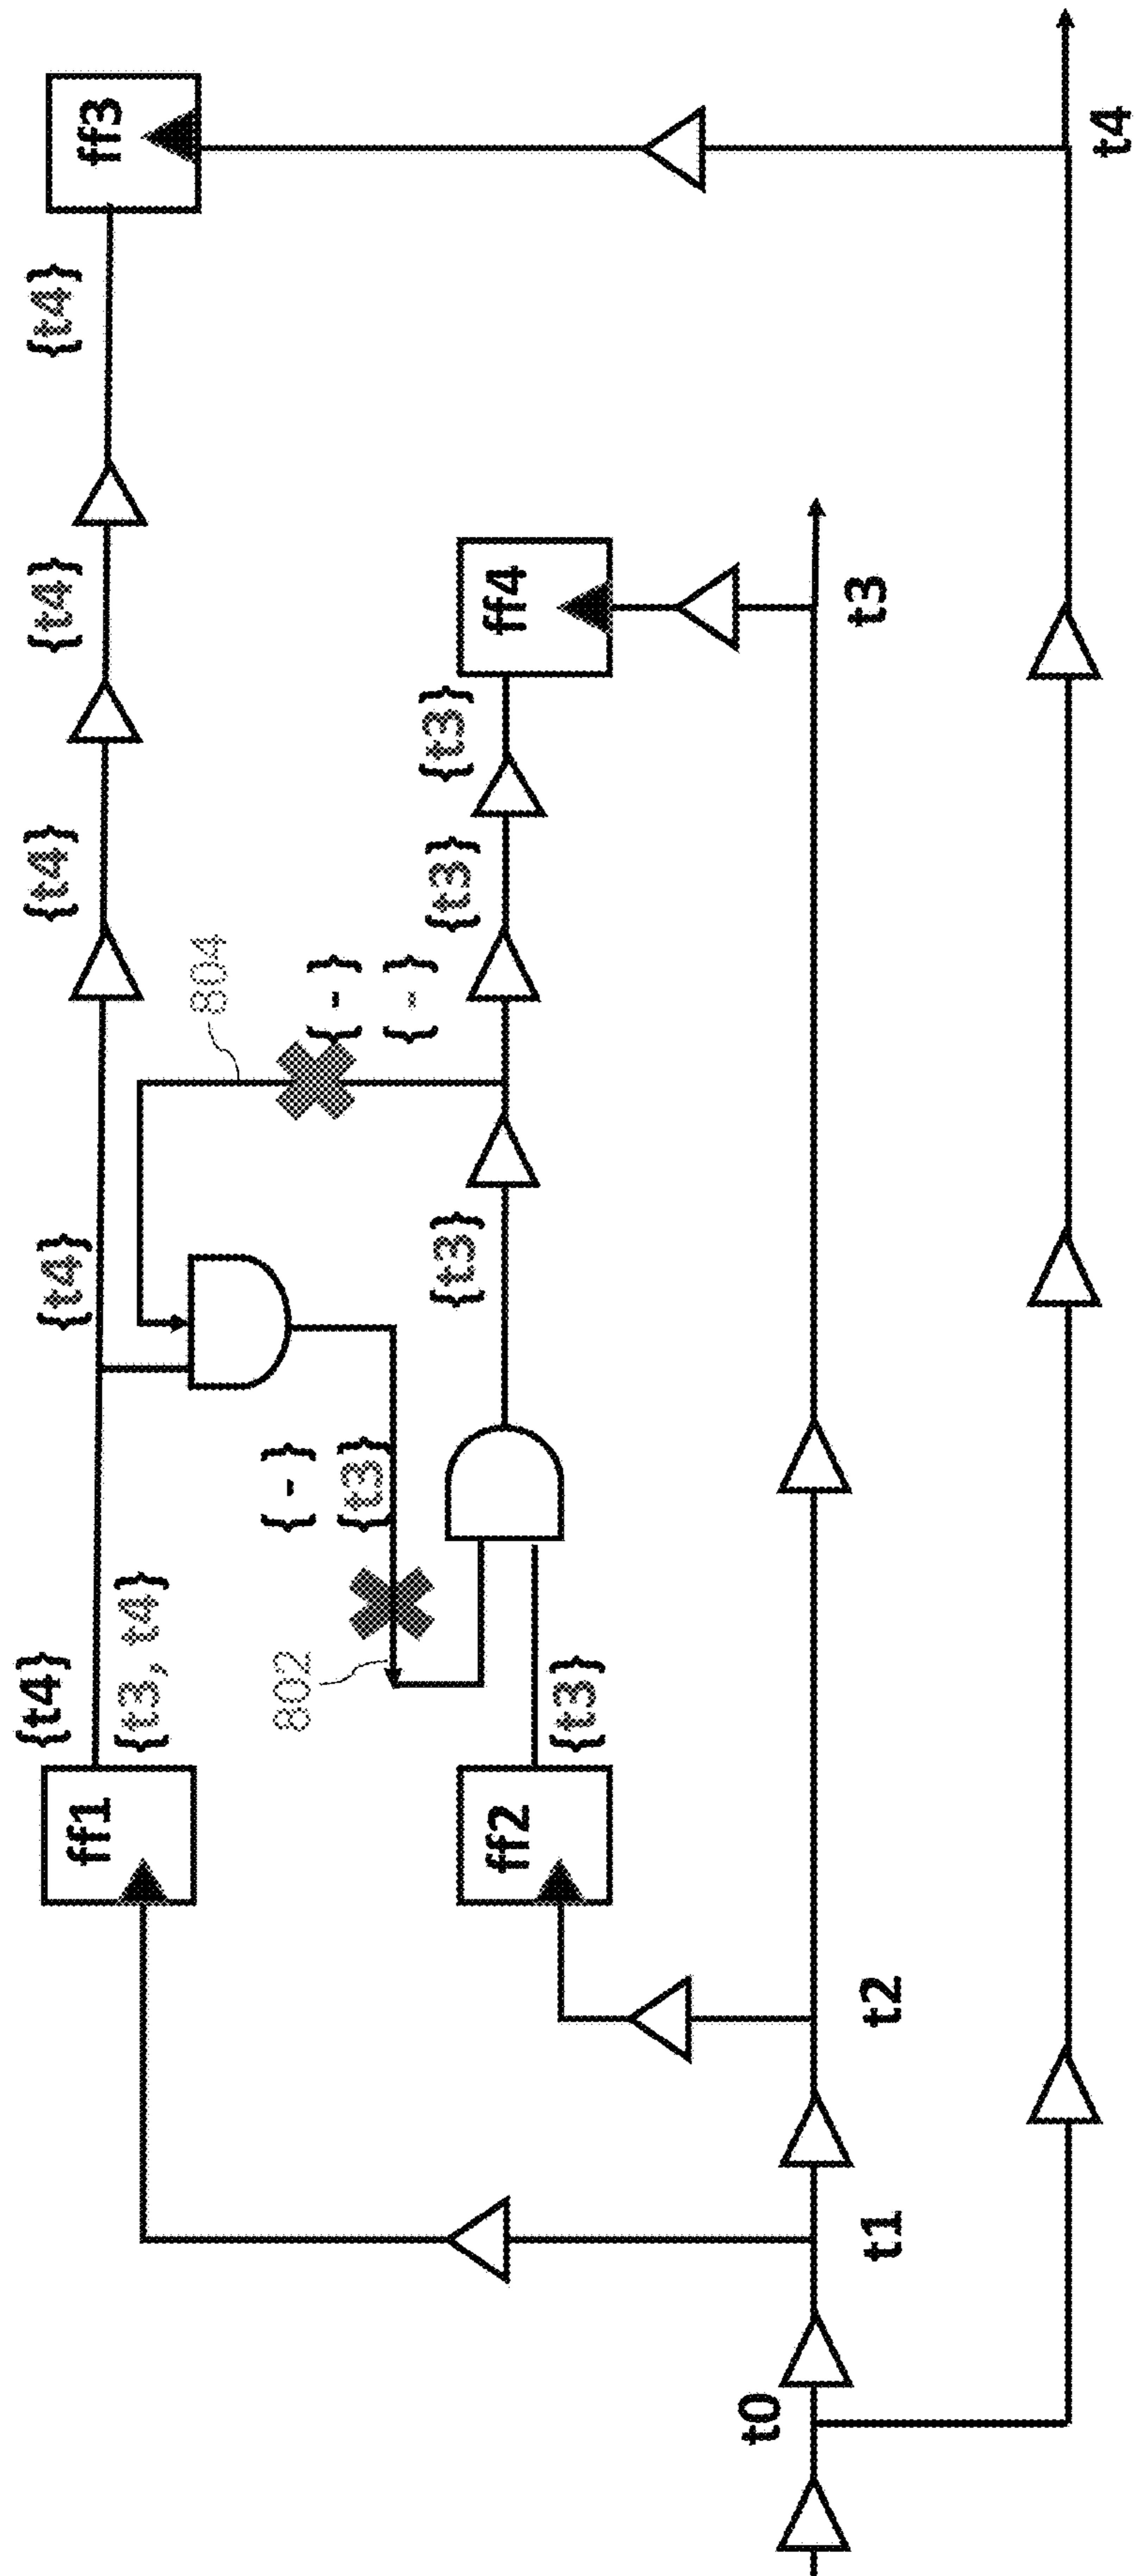 {t4}
{t4}
{t4}
{t4}
{t4}
ff1
ff3
{t3, t4}
804
802
{-}
{-}
{t3}
{-}
{t3}
{t3}
{t3}
ff2
ff4
{t3}
t0
t1
t2
t3
t4